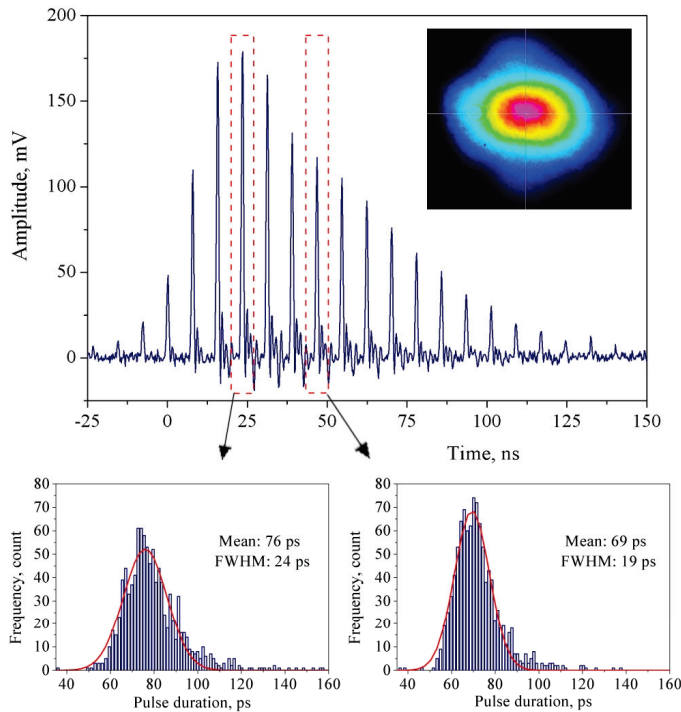 200
150
100
50
0
Amplitude, mV
-25 0 25 50 75 100 125 150
Time, ns
80
70
60
50
40
30
20
10
0
Frequency, count
Mean: 76 ps
FWHM: 24 ps
40 60 80 100 120 140 160
Pulse duration, ps
80
70
60
50
40
30
20
10
0
Frequency, count
Mean: 69 ps
FWHM: 19 ps
40 60 80 100 120 140 160
Pulse duration, ps